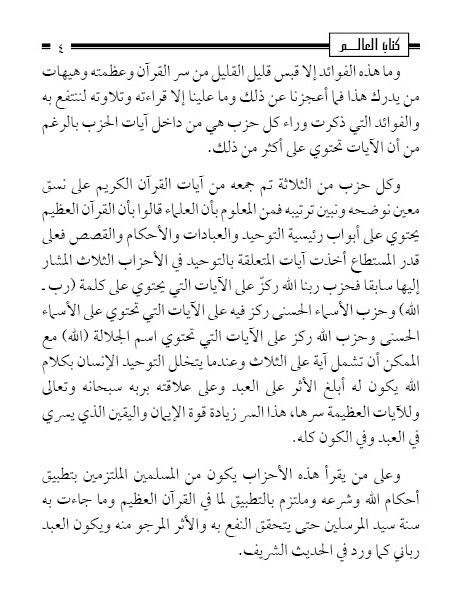 كتاب العالم
٤
وما هذه الفوائد إلا قبس قليل القليل من سر القرآن وعظمته وهيهات
من يدرك هذا فما أعجزنا عن ذلك وما علينا إلا قراءته وتلاوته لننتفع به
والفوائد التي ذكرت وراء كل حزب هي من داخل آيات الحزب بالرغم
من أن الآيات تحتوي على أكثر من ذلك.
وكل حزب من الثلاثة تم جمعه من آيات القرآن الكريم على نسق
معين نوضحه ونبين ترتيبه فمن المعلوم بأن العلماء قالوا بأن القرآن العظيم
يحتوي على أبواب رئيسية التوحيد والعبادات والأحكام والقصص فعلى
قدر المستطاع أخذت آيات المتعلقة بالتوحيد في الأحزاب الثلاث المشار
إليها سابقا فحزب ربنا الله ركزّ على الآيات التي يحتوي على كلمة (رب ـ
الله) وحزب الأسماء الحسنى ركز فيه على الآيات التي تحتوي على الأسماء
الحسنى وحزب الله ركز على الآيات التي تحتوي اسم الجلالة (الله) مع
الممكن أن تشمل آية على الثلاث وعندما يتخلل التوحيد الإنسان بكلام
الله يكون له أبلغ الأثر على العبد وعلى علاقته بربه سبحانه وتعالى
وللآيات العظيمة سرها، هذا السر زيادة قوة الإيمان واليقين الذي يسري
في العبد وفي الكون كله.
وعلى من يقرأ هذه الأحزاب يكون من المسلمين الملتزمين بتطبيق
أحكام الله وشرعه وملتزم بالتطبيق لما في القرآن العظيم وما جاءت به
سنة سيد المرسلين حتى يتحقق النفع به والأثر المرجو منه ويكون العبد
رباني كما ورد في الحديث الشريف.